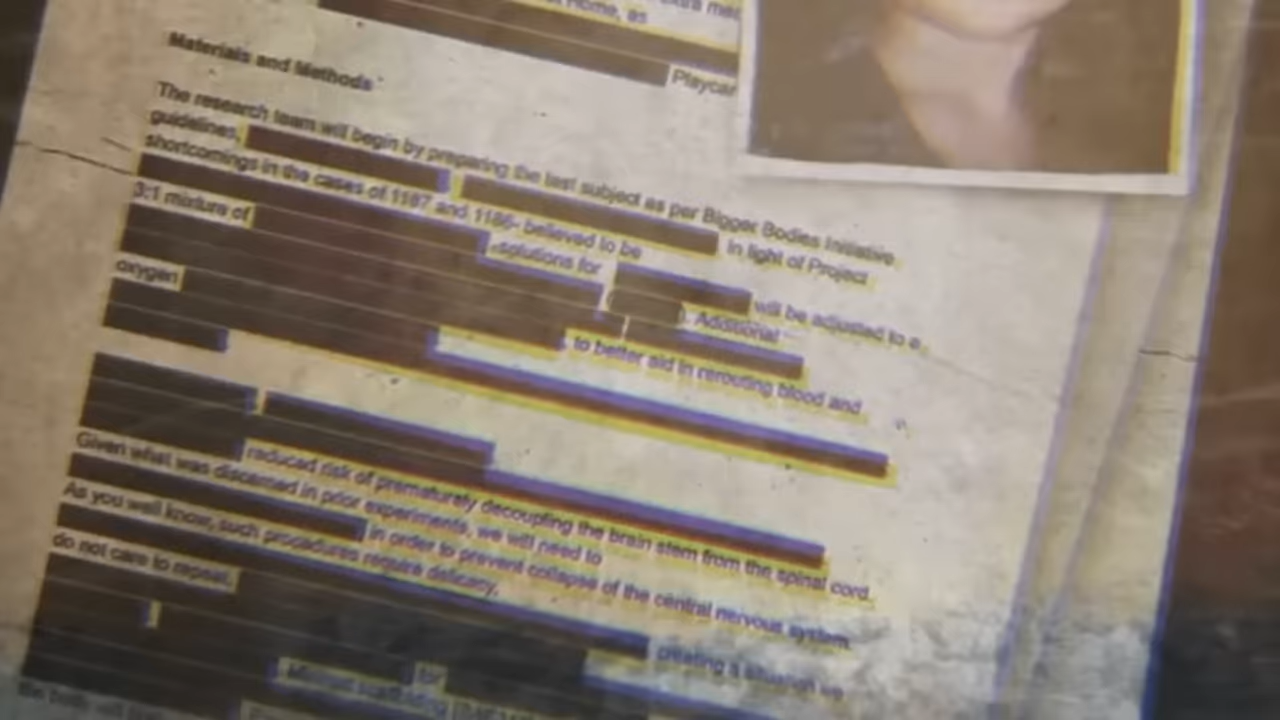 Home, as
Playcar
Materials and Methods
The research team will begin by preparing the last subject as per Bigger Bodies Initiative
guidelines, . In light of Project
shortcomings in the cases of 1187 and 1186- believed to be
, solutions for will be adjusted to a
3:1 mixture of . Additional
, to better aid in rerouting blood and
oxygen
reduced risk of prematurely decoupling the brain stem from the spinal cord.
Given what was discerned in prior experiments, we will need to
in order to prevent collapse of the central nervous system.
As you well know, such procedures require delicacy,
creating a situation we
do not care to repeat.
for